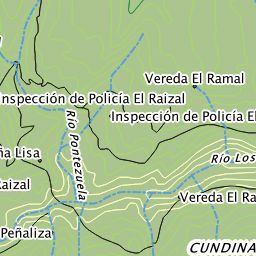 Vereda El Ramal
Inspección de Policía El Raizal
Inspección de Policía El
Río Pontezuela
ña Lisa
Río Los
Raizal
Vereda El Ra
Peñaliza
CUNDINA